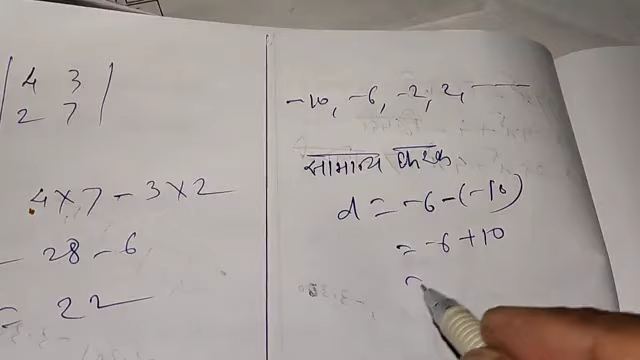 | 4 3 |
| 2 7 |
4 × 7 - 3 × 2
- 28 - 6
= 22
-10, -6, -2, 2, ——
सामान्य फरक
d = -6 - (-10)
= -6 + 10
=